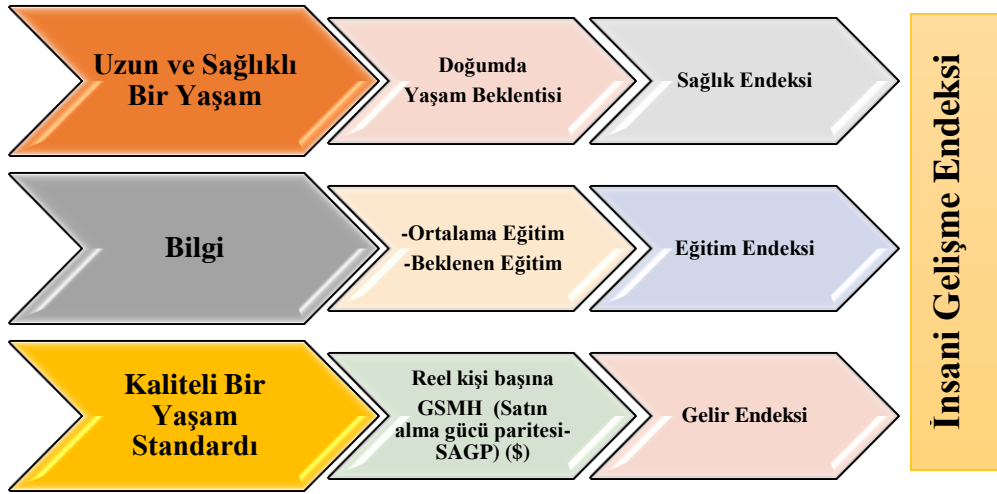 Uzun ve Sağlıklı
Bir Yaşam
Doğumda
Yaşam Beklentisi
Sağlık Endeksi
Bilgi
-Ortalama Eğitim
-Beklenen Eğitim
Eğitim Endeksi
Kaliteli Bir
Yaşam
Standardı
Reel kişi başına
GSMH (Satın
alma gücü paritesi-
SAGP) ($)
Gelir Endeksi
İnsani Gelişme Endeksi